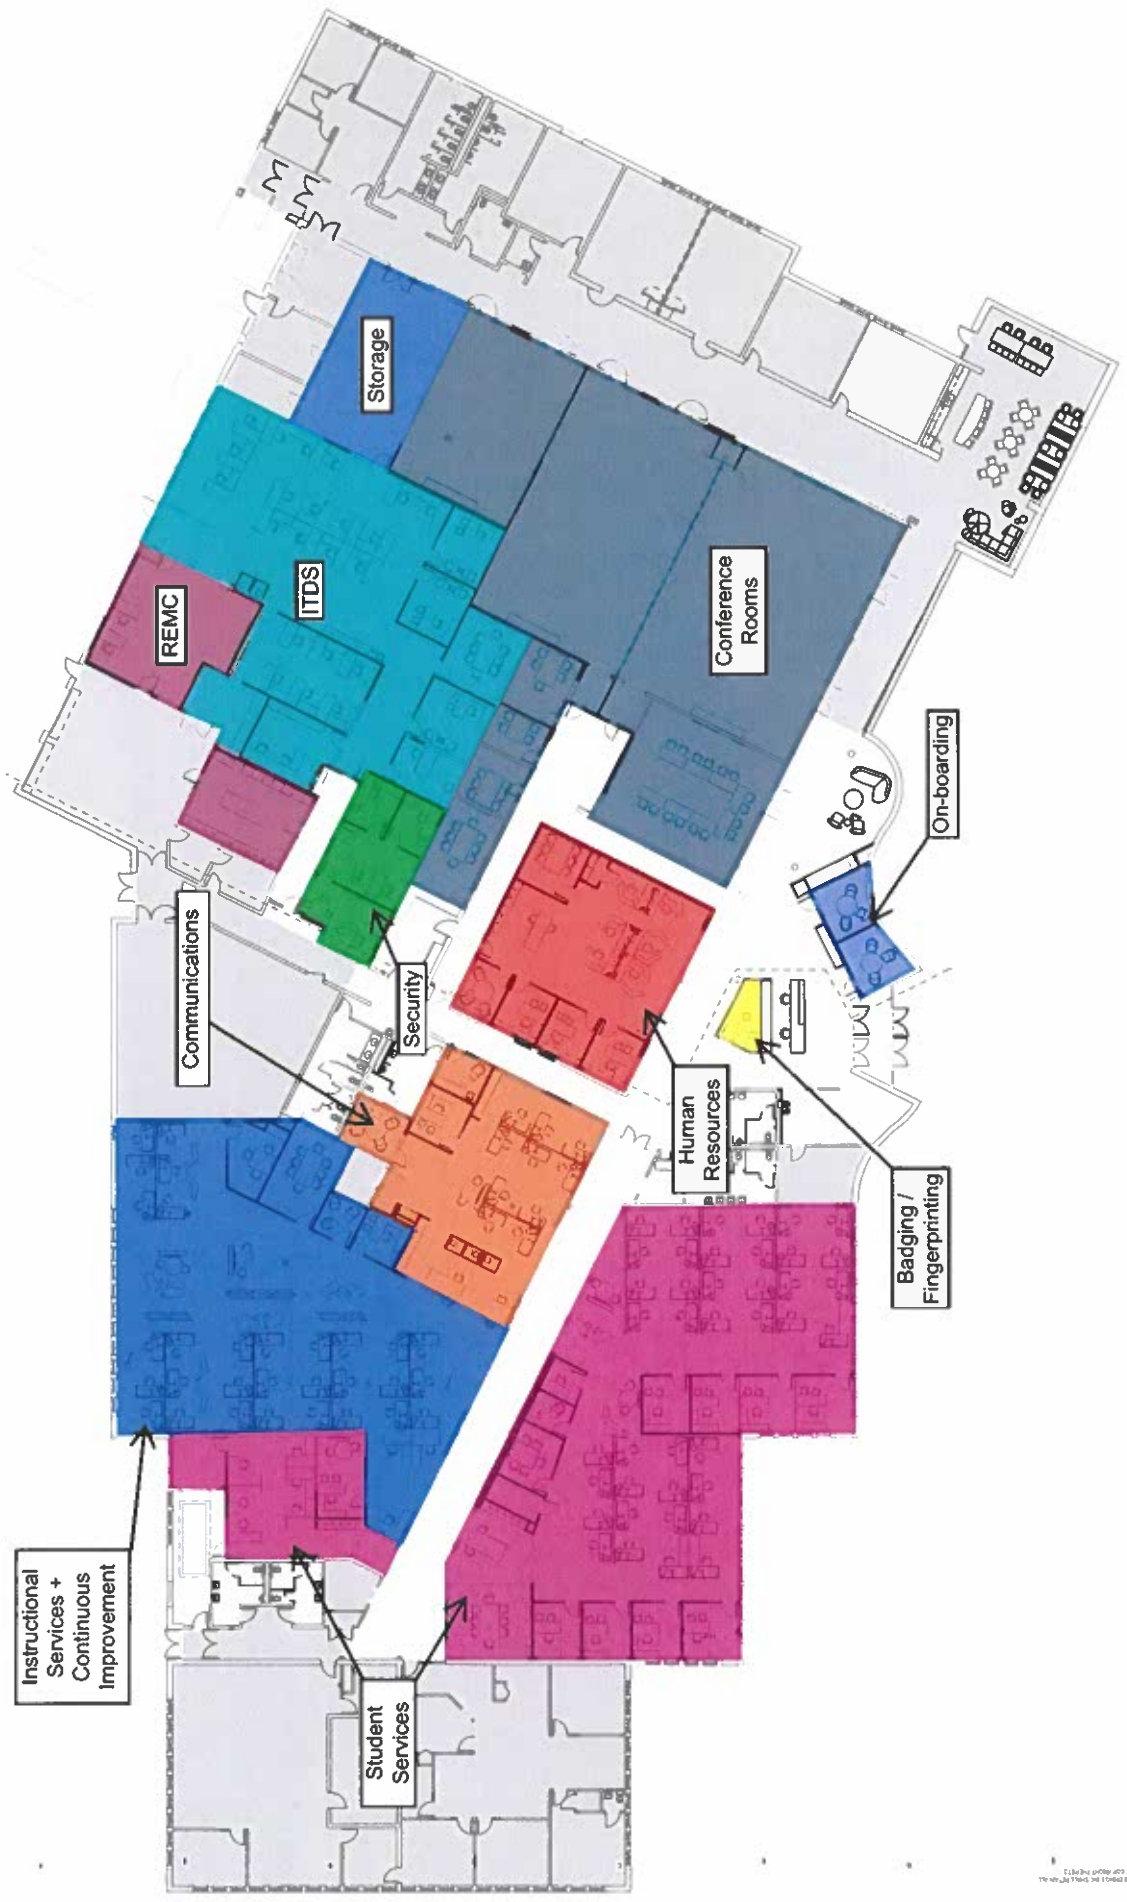 Instructional
Services +
Continuous
Improvement
Student
Services
Communications
Security
REMC
ITDS
Storage
Conference
Rooms
Human
Resources
Badging /
Fingerprinting
On-boarding